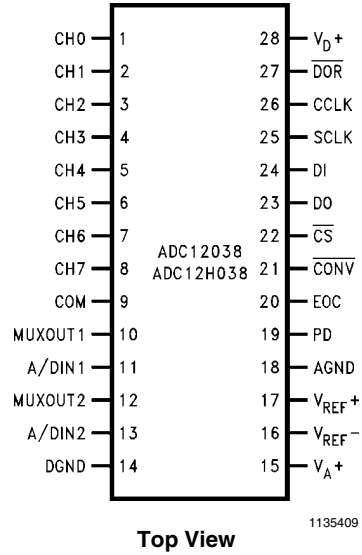 CH0 1 28 VD+
CH1 2 27 DOR
CH2 3 26 CCLK
CH3 4 25 SCLK
CH4 5 24 DI
CH5 6 23 DO
CH6 7 22 CS
ADC12038
CH7 8 21 CONV
ADC12H038
COM 9 20 EOC
MUXOUT1 10 19 PD
A/DIN1 11 18 AGND
MUXOUT2 12 17 VREF+
A/DIN2 13 16 VREF−
DGND 14 15 VA+
1135409
Top View